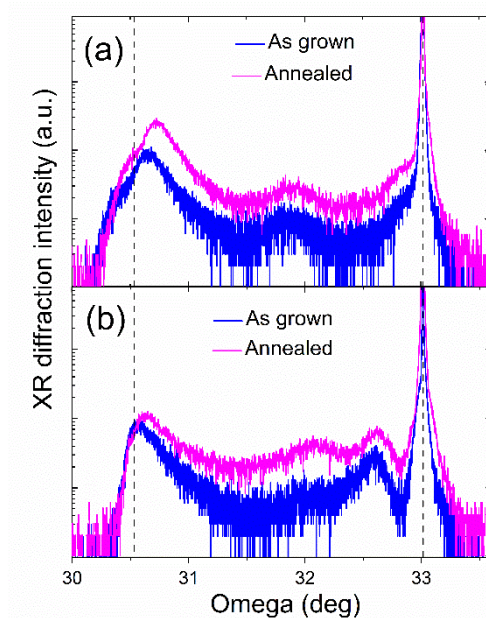 (a)
As grown
Annealed
(b)
As grown
Annealed
XR diffraction intensity (a.u.)
30 31 32 33
Omega (deg)